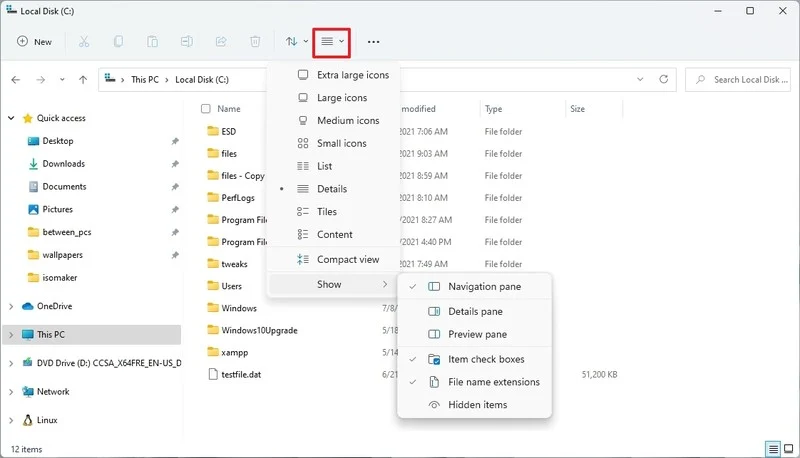 Local Disk (C:)
New
This PC > Local Disk (C:)
Search Local Disk ...
Name
modified
Type
Size
Quick access
Desktop
Downloads
Documents
Pictures
between_pcs
wallpapers
isomaker
OneDrive
This PC
DVD Drive (D:) CCSA_X64FRE_EN-US_D
Network
Linux
ESD
/2021 7:06 AM
File folder
files
/2021 9:03 AM
File folder
files - Copy
/2021 8:59 AM
File folder
PerfLogs
/2021 8:10 AM
File folder
Program File
/2021 8:27 AM
File folder
Program File
/2021 4:40 PM
File folder
tweaks
/2021 7:49 AM
File folder
Users
Windows
7/8/
Windows10Upgrade
5/18
xampp
5/14
testfile.dat
6/21
51,200 KB
Extra large icons
Large icons
Medium icons
Small icons
List
Details
Tiles
Content
Compact view
Show
Navigation pane
Details pane
Preview pane
Item check boxes
File name extensions
Hidden items
12 items